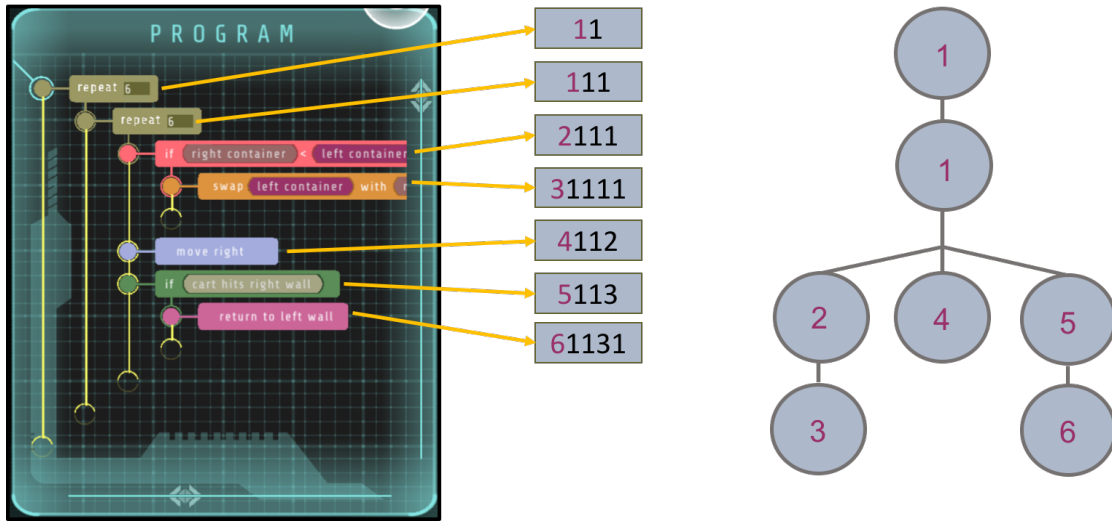 PROGRAM
repeat 6
repeat 6
if right container < left container
swap left container with
move right
if cart hits right wall
return to left wall
11
111
2111
31111
4112
5113
61131
1
1
2 4 5
3 6